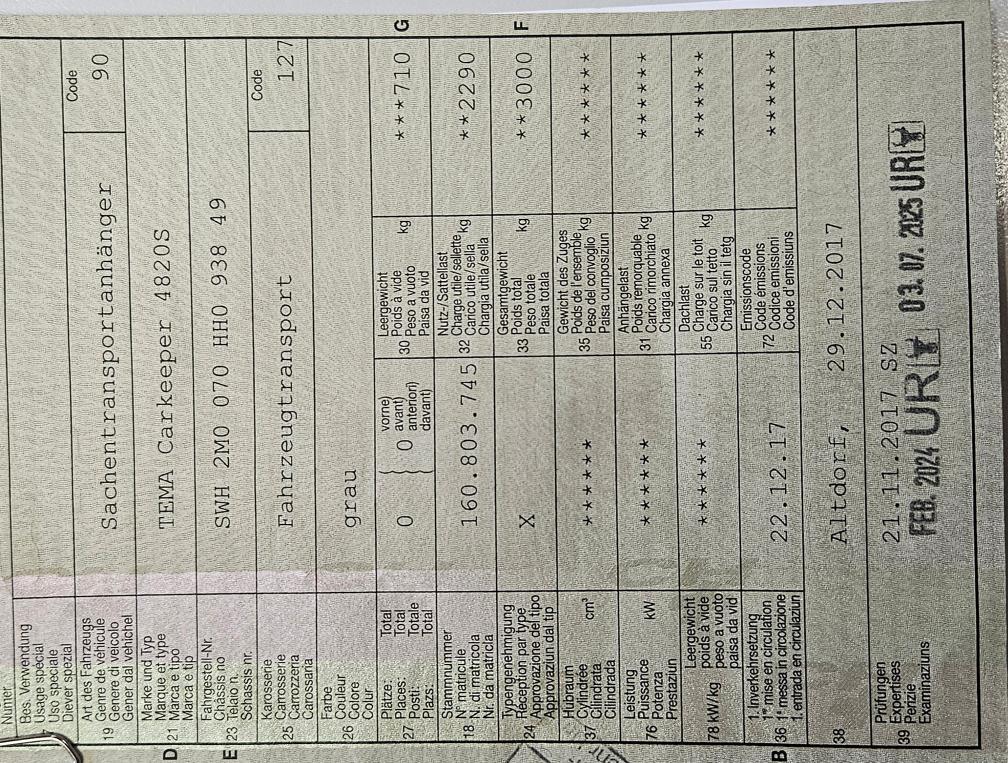 Numer
Bes. Verwendung
Usage special
Uso speciale
Diever spezial
Art des Fahrzeugs
Genre de véhicule
Genere di veicolo
Gener dal vehichel
19
Sachentransportanhänger
Code
90
D
21
Marke und Typ
Marque et type
Marca e tipo
Marca e tip
TEMA Carkeeper 4820S
E
23
Fahrgestell-Nr.
Châssis no
Telaio n.
Schassis nr.
SWH 2M0 070 HH0 938 49
25
Karosserie
Carrosserie
Carrozzeria
Carossaria
Fahrzeugtransport
Code
127
26
Farbe
Couleur
Colore
Colur
grau
27
Plätze: Total
Places: Total
Posti: Totale
Plazs: Total
0
0
vorne)
avant)
anteriori)
davant)
30
Leergewicht
Poids à vide
Peso a vuoto
Paisa da vid
kg
***710
G
18
Stammnummer
N° matricule
N. di matricola
Nr. da matricla
160.803.745
32
Nutz-/Sattellast
Charge utile/sellette
Carico utile/sella
Chargia utila/sella
kg
**2290
24
Typengenehmigung
Réception par type
Approvazione del tipo
Approvaziun dal tip
X
33
Gesamtgewicht
Poids total
Peso totale
Paisa totala
kg
**3000
F
37
Hubraum
Cylindrée
Cilindrata
Cilindrada
cm³
******
35
Gewicht des Zuges
Poids de l'ensemble
Peso del convoglio
Paisa cumposiziun
kg
******
76
Leistung
Puissance
Potenza
Prestaziun
kW
******
31
Anhängelast
Poids remorquable
Carico rimorchiato
Chargia annexa
kg
******
78 kW/kg
Leergewicht
poids à vide
peso a vuoto
paisa da vid
******
55
Dachlast
Charge sur le toit
Carico sul tetto
Chargia sin il tetg
kg
******
B
36
1. Inverkehrsetzung
1re mise en circulation
1a messa in circolazione
1. entrada en circulaziun
22.12.17
72
Emissionscode
Code émissions
Codice emissioni
Code d'emissiuns
******
38
Altdorf, 29.12.2017
39
Prüfungen
Expertises
Perizie
Examinaziuns
21.11.2017 SZ
FEB. 2024 UR
03. 07. 2025 UR